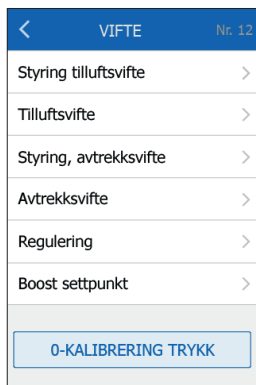 VIFTE Nr. 12
Styring tilluftsvifte
Tilluftsvifte
Styring, avtrekksvifte
Avtrekksvifte
Regulering
Boost settpunkt
0-KALIBRERING TRYKK